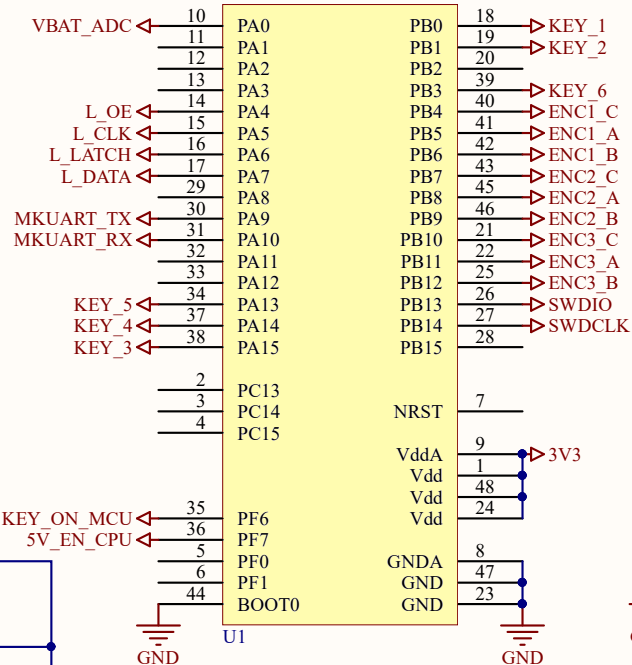 VBAT_ADC 10 PA0 PB0 18 KEY_1
11 PA1 PB1 19 KEY_2
12 PA2 PB2 20
13 PA3 PB3 39 KEY_6
L_OE 14 PA4 PB4 40 ENC1_C
L_CLK 15 PA5 PB5 41 ENC1_A
L_LATCH 16 PA6 PB6 42 ENC1_B
L_DATA 17 PA7 PB7 43 ENC2_C
29 PA8 PB8 45 ENC2_A
MKUART_TX 30 PA9 PB9 46 ENC2_B
MKUART_RX 31 PA10 PB10 21 ENC3_C
32 PA11 PB11 22 ENC3_A
33 PA12 PB12 25 ENC3_B
KEY_5 34 PA13 PB13 26 SWDIO
KEY_4 37 PA14 PB14 27 SWDCLK
KEY_3 38 PA15 PB15 28
2 PC13
3 PC14 NRST 7
4 PC15
VddA 9 3V3
Vdd 1
Vdd 48
KEY_ON_MCU 35 PF6 Vdd 24
5V_EN_CPU 36 PF7
5 PF0 GNDA 8
6 PF1 GND 47
44 BOOT0 GND 23
U1
GND GND